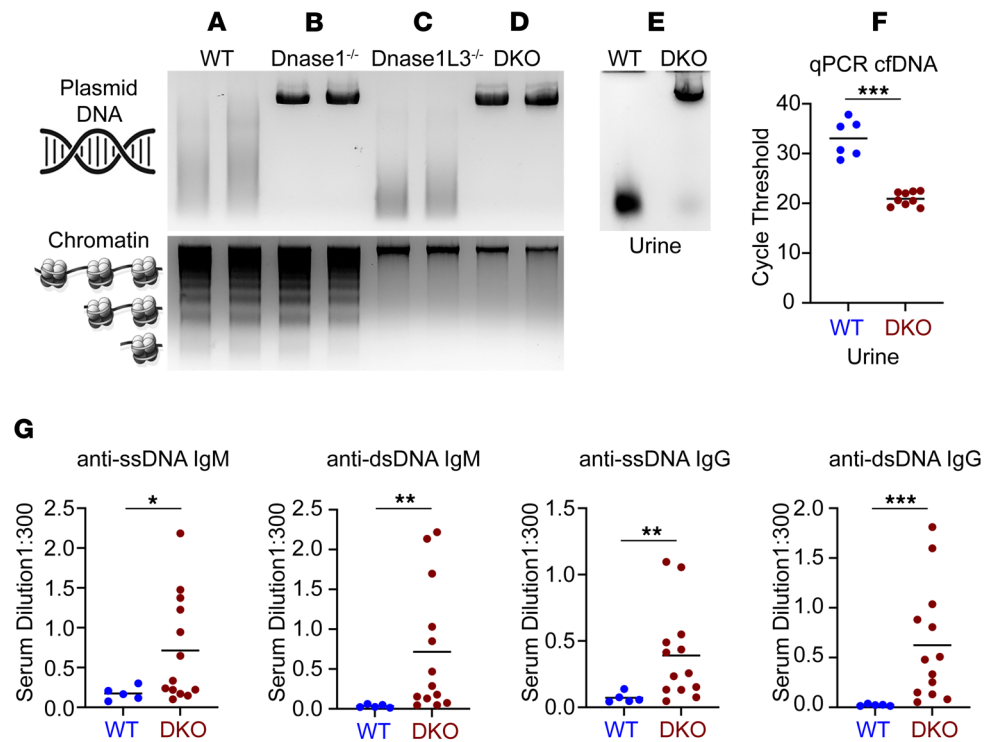 A B C D E F
WT Dnase1-/- Dnase1L3-/- DKO
Plasmid
DNA
Chromatin
WT DKO
Urine
qPCR cfDNA
***
Cycle Threshold
40
30
20
10
0
WT DKO
Urine
G
anti-ssDNA IgM
*
Serum Dilution1:300
2.5
2.0
1.5
1.0
0.5
0.0
WT DKO
anti-dsDNA IgM
**
Serum Dilution1:300
2.5
2.0
1.5
1.0
0.5
0.0
WT DKO
anti-ssDNA IgG
**
Serum Dilution1:300
1.5
1.0
0.5
0.0
WT DKO
anti-dsDNA IgG
***
Serum Dilution1:300
2.0
1.5
1.0
0.5
0.0
WT DKO